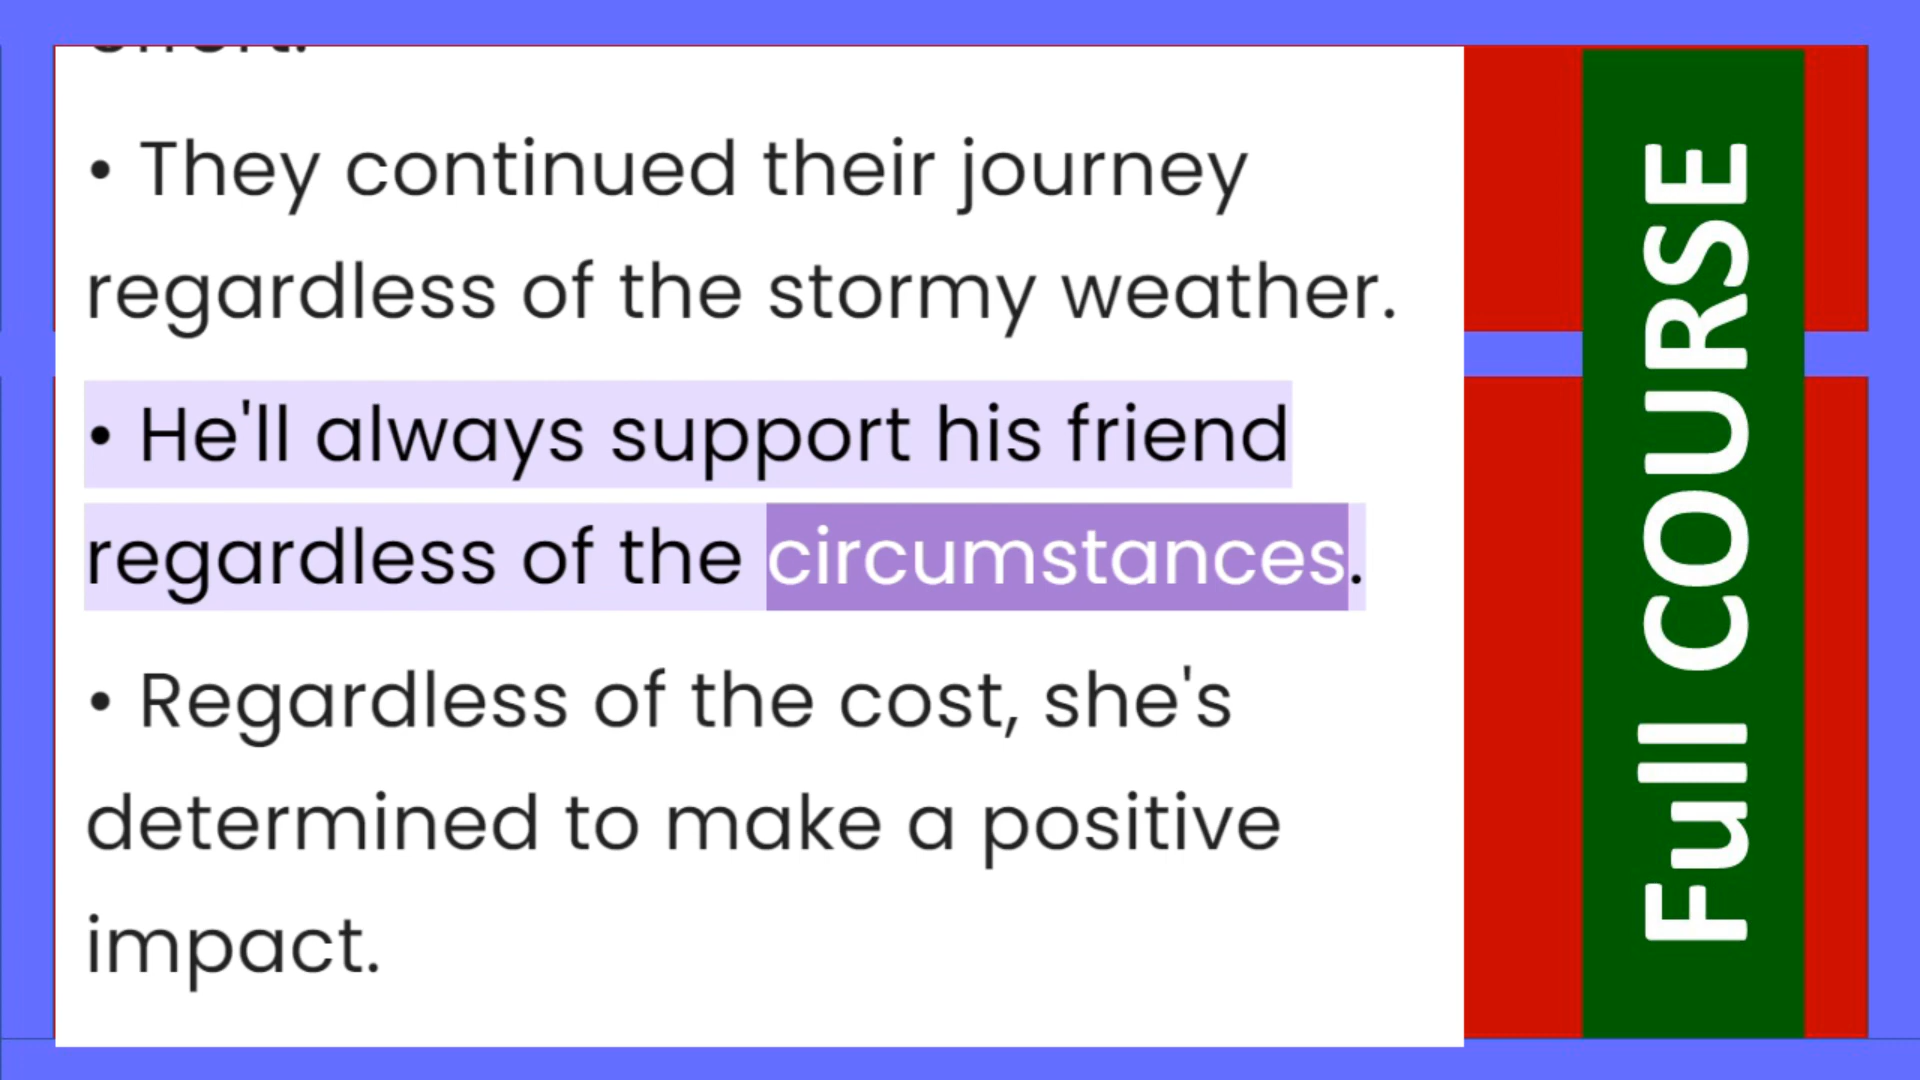 • They continued their journey
regardless of the stormy weather.
• He'll always support his friend
regardless of the circumstances.
• Regardless of the cost, she's
determined to make a positive
impact.
Full COURSE